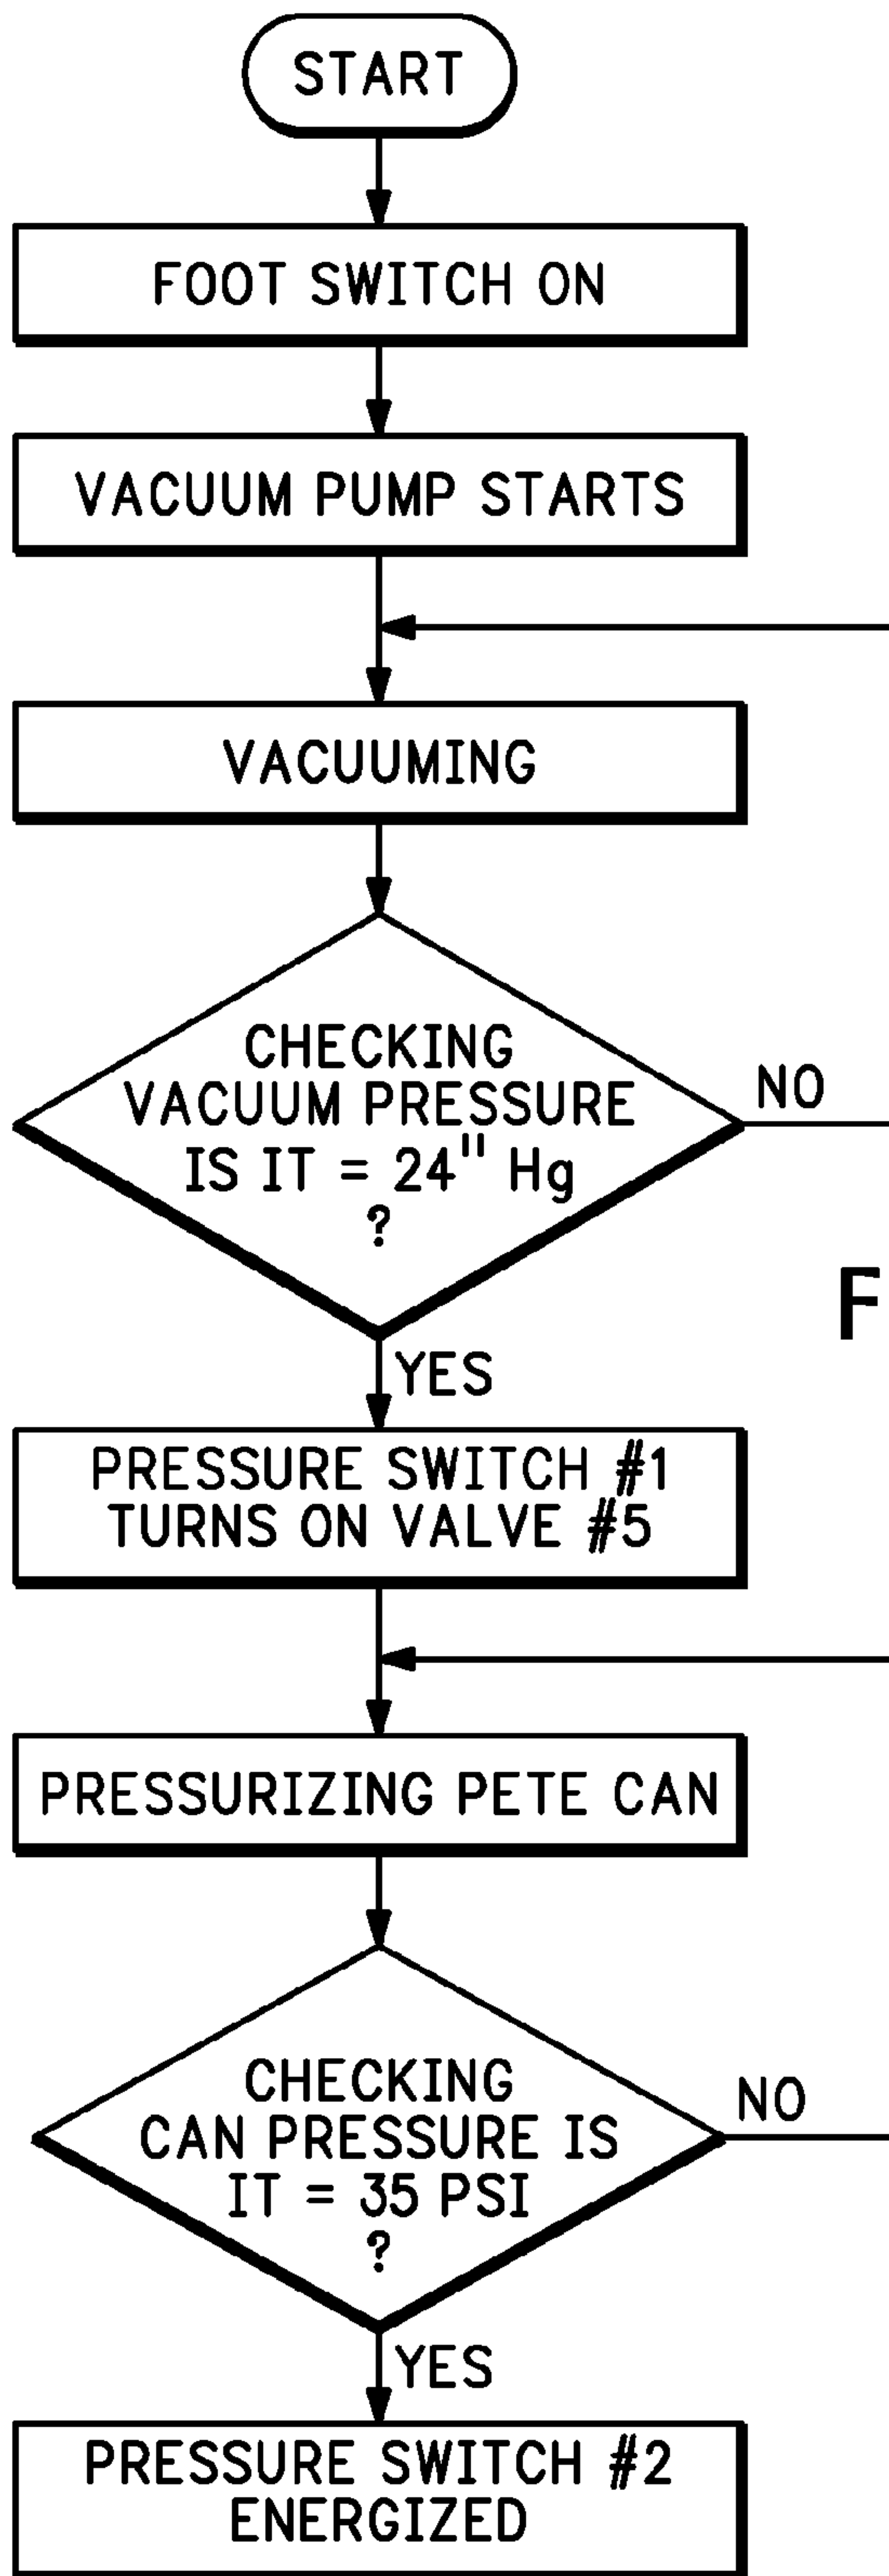 START
FOOT SWITCH ON
VACUUM PUMP STARTS
VACUUMING
CHECKING
VACUUM PRESSURE
IS IT = 24" Hg
?
NO
F
YES
PRESSURE SWITCH #1
TURNS ON VALVE #5
PRESSURIZING PETE CAN
CHECKING
CAN PRESSURE IS
IT = 35 PSI
?
NO
YES
PRESSURE SWITCH #2
ENERGIZED